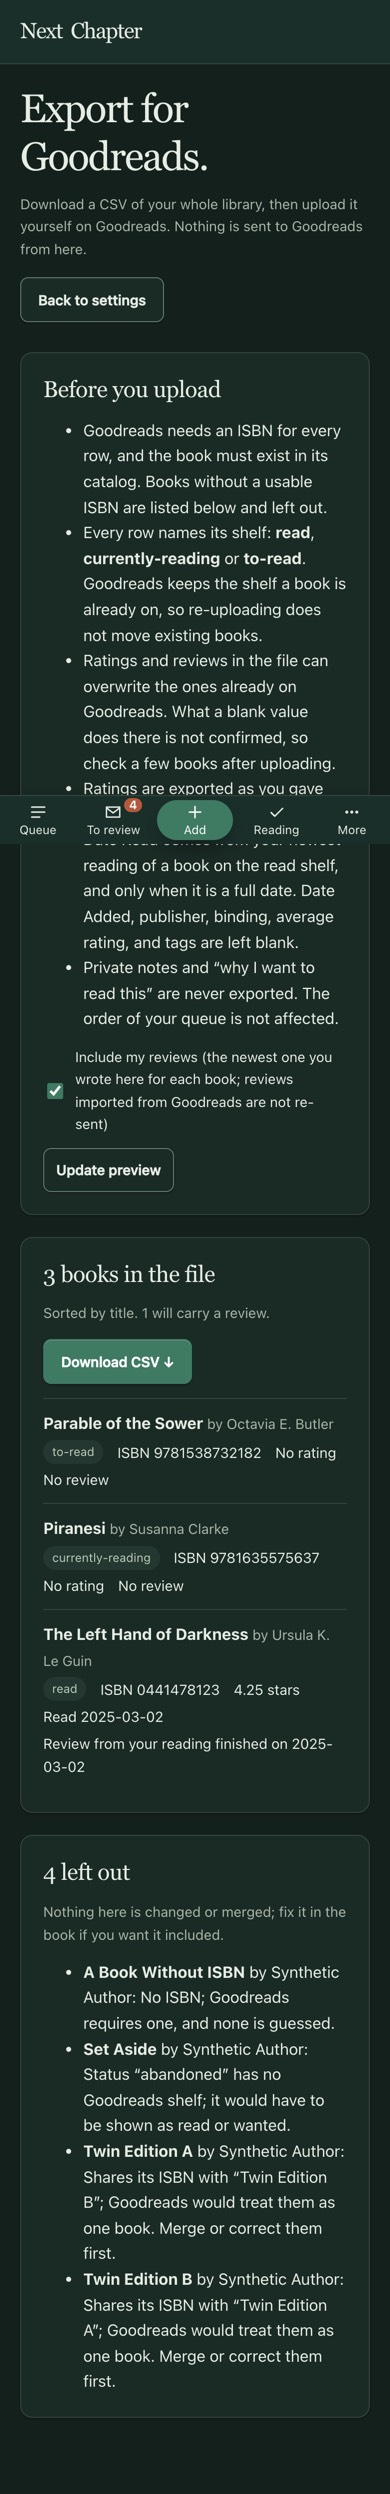 Next Chapter
Export for
Goodreads.
Download a CSV of your whole library, then upload it
yourself on Goodreads. Nothing is sent to Goodreads
from here.
Back to settings
Before you upload
• Goodreads needs an ISBN for every
row, and the book must exist in its
catalog. Books without a usable
ISBN are listed below and left out.
• Every row names its shelf: read,
currently-reading or to-read.
Goodreads keeps the shelf a book is
already on, so re-uploading does
not move existing books.
• Ratings and reviews in the file can
overwrite the ones already on
Goodreads. What a blank value
does there is not confirmed, so
check a few books after uploading.
• Ratings are exported as you gave
Queue
To review
4
Add
Reading
More
Date Read comes from your newest
reading of a book on the read shelf,
and only when it is a full date. Date
Added, publisher, binding, average
rating, and tags are left blank.
• Private notes and “why I want to
read this” are never exported. The
order of your queue is not affected.
Include my reviews (the newest one you
wrote here for each book; reviews
imported from Goodreads are not re-
sent)
Update preview
3 books in the file
Sorted by title. 1 will carry a review.
Download CSV ↓
Parable of the Sower by Octavia E. Butler
to-read ISBN 9781538732182 No rating
No review
Piranesi by Susanna Clarke
currently-reading ISBN 9781635575637
No rating No review
The Left Hand of Darkness by Ursula K.
Le Guin
read ISBN 0441478123 4.25 stars
Read 2025-03-02
Review from your reading finished on 2025-
03-02
4 left out
Nothing here is changed or merged; fix it in the
book if you want it included.
• A Book Without ISBN by Synthetic
Author: No ISBN; Goodreads
requires one, and none is guessed.
• Set Aside by Synthetic Author:
Status “abandoned” has no
Goodreads shelf; it would have to
be shown as read or wanted.
• Twin Edition A by Synthetic Author:
Shares its ISBN with “Twin Edition
B”; Goodreads would treat them as
one book. Merge or correct them
first.
• Twin Edition B by Synthetic Author:
Shares its ISBN with “Twin Edition
A”; Goodreads would treat them as
one book. Merge or correct them
first.